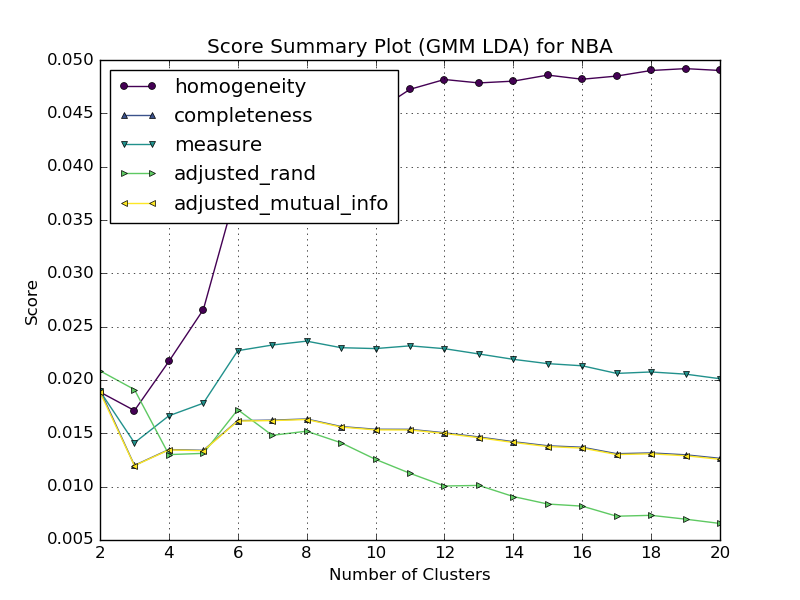 Score Summary Plot (GMM LDA) for NBA
0.050
0.045
0.040
0.035
0.030
0.025
0.020
0.015
0.010
0.005
Score
homogeneity
completeness
measure
adjusted_rand
adjusted_mutual_info
2 4 6 8 10 12 14 16 18 20
Number of Clusters